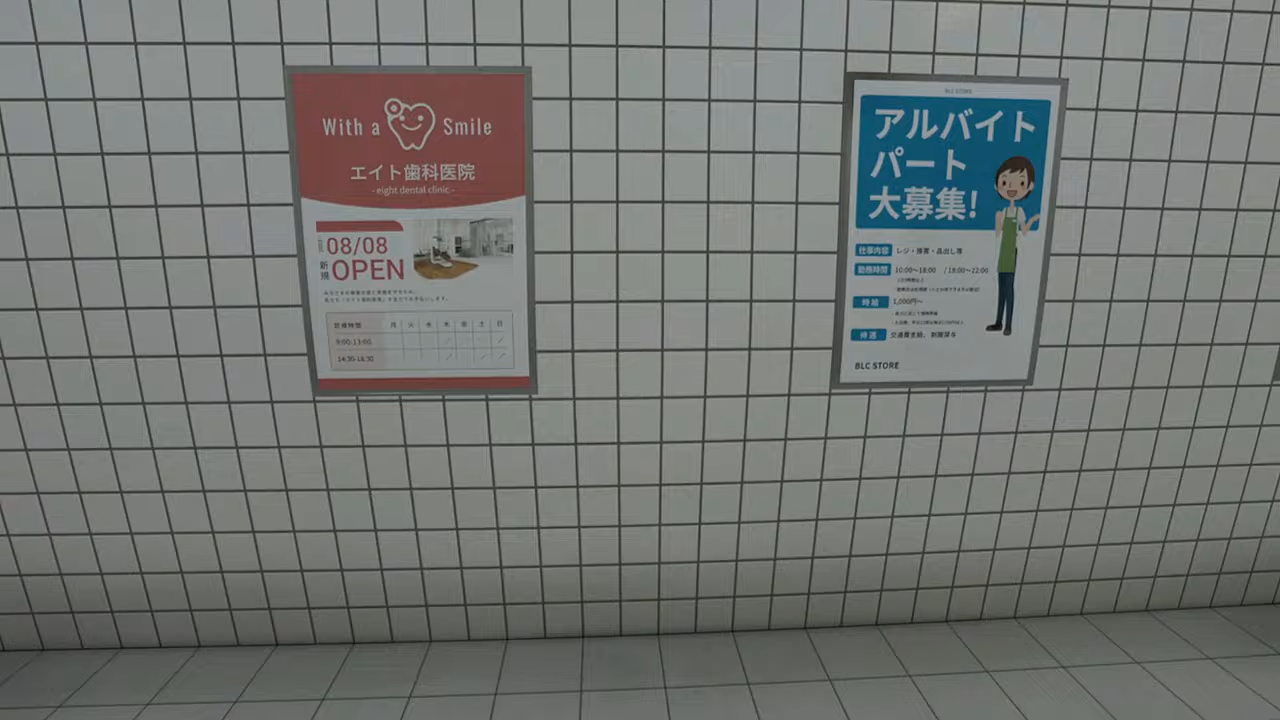 With a Smile
エイト歯科医院
- eight dental clinic -
08/08
新規 OPEN
診療時間 月 火 水 木 金 土 日
9:00-13:00
14:30-18:30
BLC STORE
アルバイト
パート
大募集!
仕事内容 レジ・接客・品出し等
勤務時間 10:00〜18:00 / 18:00〜22:00
時給 1,000円〜
待遇 交通費支給、制服貸与
BLC STORE